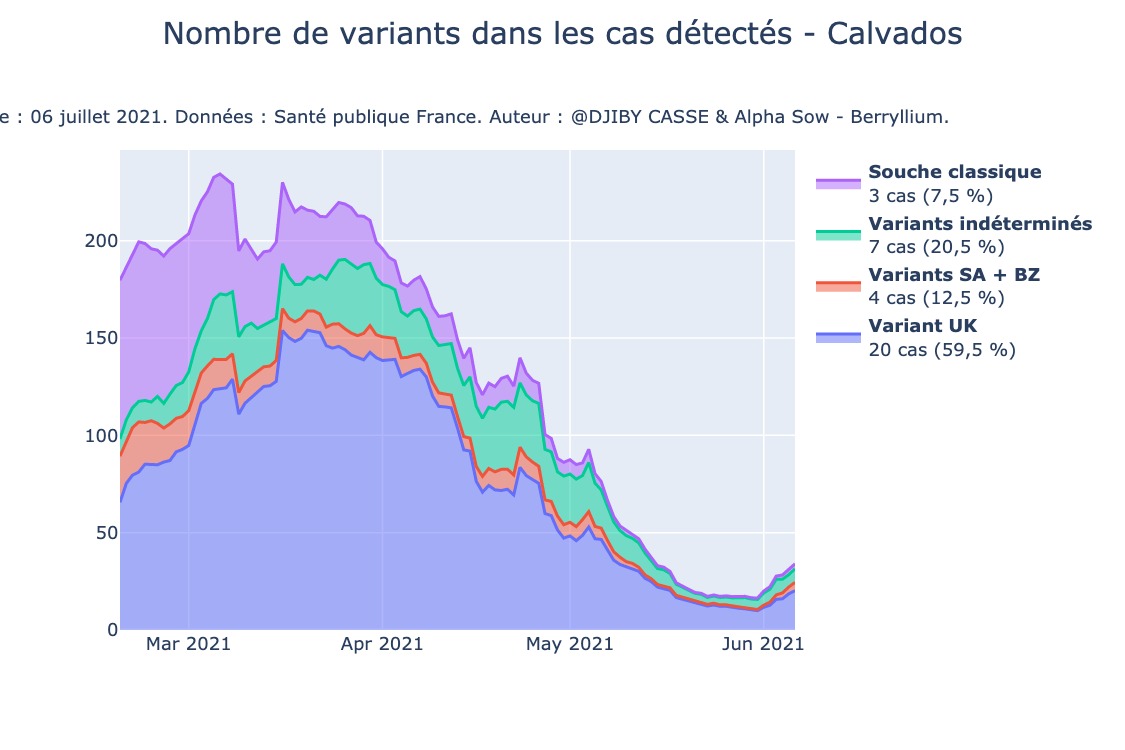 Nombre de variants dans les cas détectés - Calvados
e : 06 juillet 2021. Données : Santé publique France. Auteur : @DJIBY CASSE & Alpha Sow - Berryllium.
Souche classique
3 cas (7,5 %)
Variants indéterminés
7 cas (20,5 %)
Variants SA + BZ
4 cas (12,5 %)
Variant UK
20 cas (59,5 %)
200
150
100
50
0
Mar 2021
Apr 2021
May 2021
Jun 2021